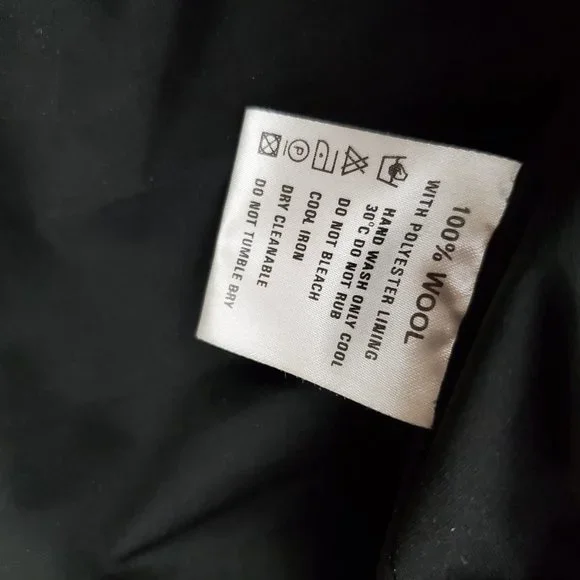 100% WOOL
WITH POLYESTER LINING
HAND WASH ONLY COOL
30°C DO NOT RUB
DO NOT BLEACH
COOL IRON
DRY CLEANABLE
DO NOT TUMBLE DRY
P